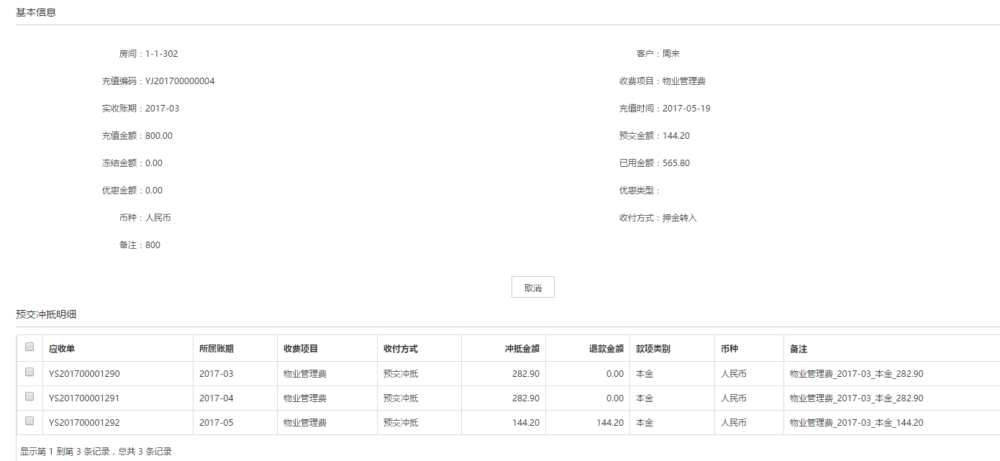 基本信息
房间：1-1-302 客户：周来
充值编码：YJ201700000004 收费项目：物业管理费
实收账期：2017-03 充值时间：2017-05-19
充值金额：800.00 预交金额：144.20
冻结金额：0.00 已用金额：565.80
优惠金额：0.00 优惠类型：
币种：人民币 收付方式：押金转入
备注：800
取消
预交冲抵明细
应收单 所属账期 收费项目 收付方式 冲抵金额 退款金额 款项类别 币种 备注
YS201700001290 2017-03 物业管理费 预交冲抵 282.90 0.00 本金 人民币 物业管理费_2017-03_本金_282.90
YS201700001291 2017-04 物业管理费 预交冲抵 282.90 0.00 本金 人民币 物业管理费_2017-03_本金_282.90
YS201700001292 2017-05 物业管理费 预交冲抵 144.20 144.20 本金 人民币 物业管理费_2017-03_本金_144.20
显示第 1 到第 3 条记录，总共 3 条记录